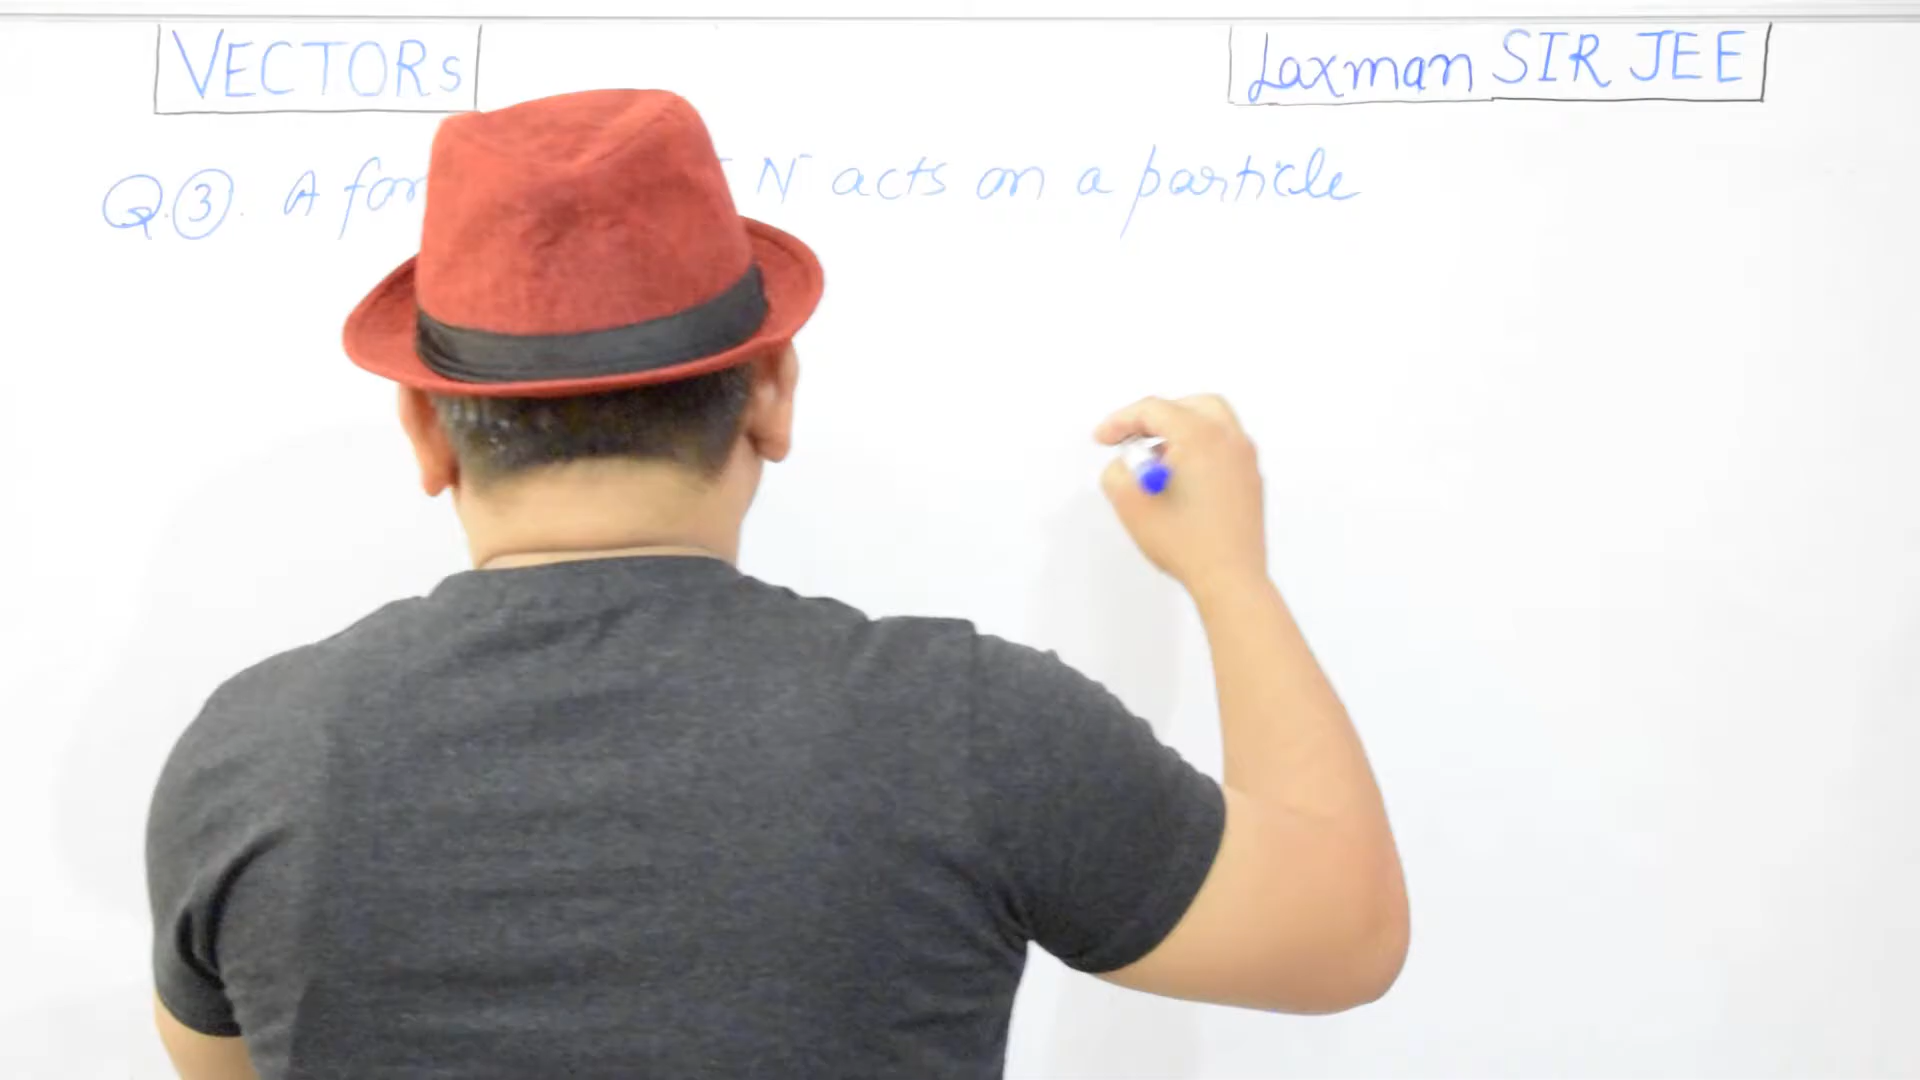 VECTORS
Laxman SIR JEE
Q.③. A for N acts on a particle